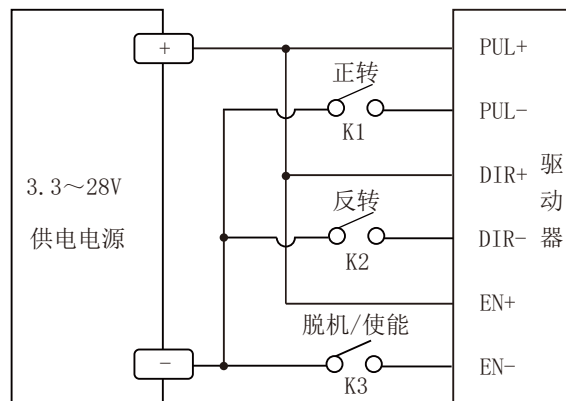 +
PUL+
正转
K1
PUL-
3.3～28V
供电电源
DIR+
驱
动
器
反转
K2
DIR-
EN+
脱机/使能
-
K3
EN-